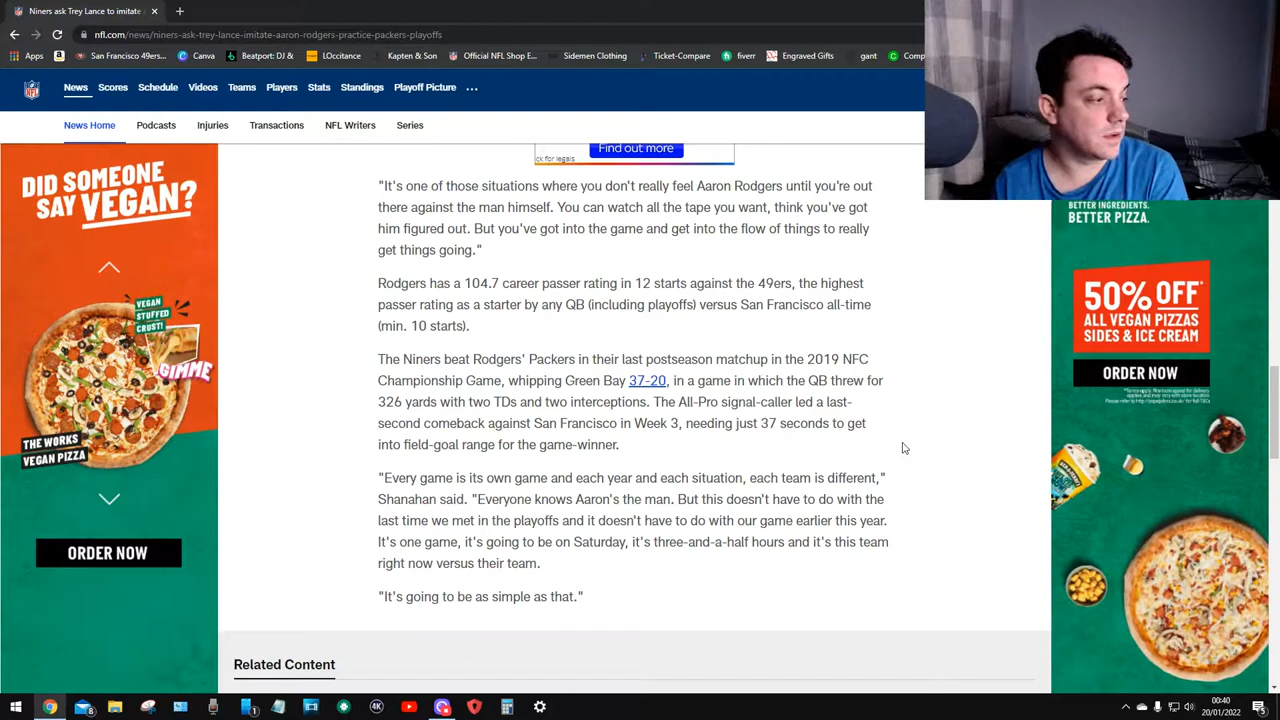 Niners ask Trey Lance to imitate
nfl.com/news/niners-ask-trey-lance-imitate-aaron-rodgers-practice-packers-playoffs
San Francisco 49ers...
Canva
Beatport: DJ &
LOccitance
Kapten & Son
Official NFL Shop E...
Sidemen Clothing
Ticket-Compare
fiverr
Engraved Gifts
gant
Comp
News Scores Schedule Videos Teams Players Stats Standings Playoff Picture ...
News Home Podcasts Injuries Transactions NFL Writers Series
ck for legals
Find out more
"It's one of those situations where you don't really feel Aaron Rodgers until you're out
there against the man himself. You can watch all the tape you want, think you've got
him figured out. But you've got into the game and get into the flow of things to really
get things going."
Rodgers has a 104.7 career passer rating in 12 starts against the 49ers, the highest
passer rating as a starter by any QB (including playoffs) versus San Francisco all-time
(min. 10 starts).
The Niners beat Rodgers' Packers in their last postseason matchup in the 2019 NFC
Championship Game, whipping Green Bay 37-20, in a game in which the QB threw for
326 yards, two TDs and two interceptions. The All-Pro signal-caller led a last-
second comeback against San Francisco in Week 3, needing just 37 seconds to get
into field-goal range for the game-winner.
"Every game is its own game and each year and each situation, each team is different,"
Shanahan said. "Everyone knows Aaron's the man. But this doesn't have to do with the
last time we met in the playoffs and it doesn't have to do with our game earlier this year.
It's one game, it's going to be on Saturday, it's three-and-a-half hours and it's this team
right now versus their team.
"It's going to be as simple as that."
Related Content
DID SOMEONE
SAY VEGAN?
VEGAN
STUFFED
CRUST!
GIMME
THE WORKS
VEGAN PIZZA
ORDER NOW
BETTER INGREDIENTS.
BETTER PIZZA.
50% OFF*
ALL VEGAN PIZZAS
SIDES & ICE CREAM
ORDER NOW
00:40
20/01/2022